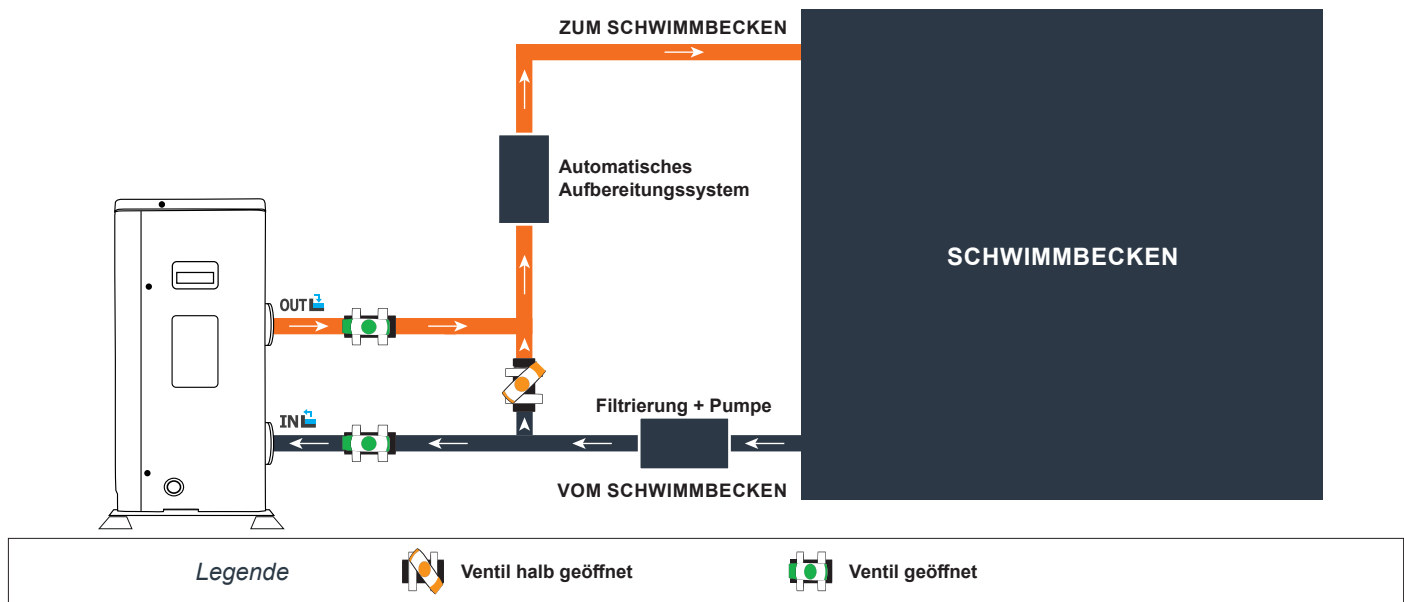 ZUM SCHWIMMBECKEN
Automatisches
Aufbereitungssystem
SCHWIMMBECKEN
OUT
IN
Filtrierung + Pumpe
VOM SCHWIMMBECKEN
Legende
Ventil halb geöffnet
Ventil geöffnet